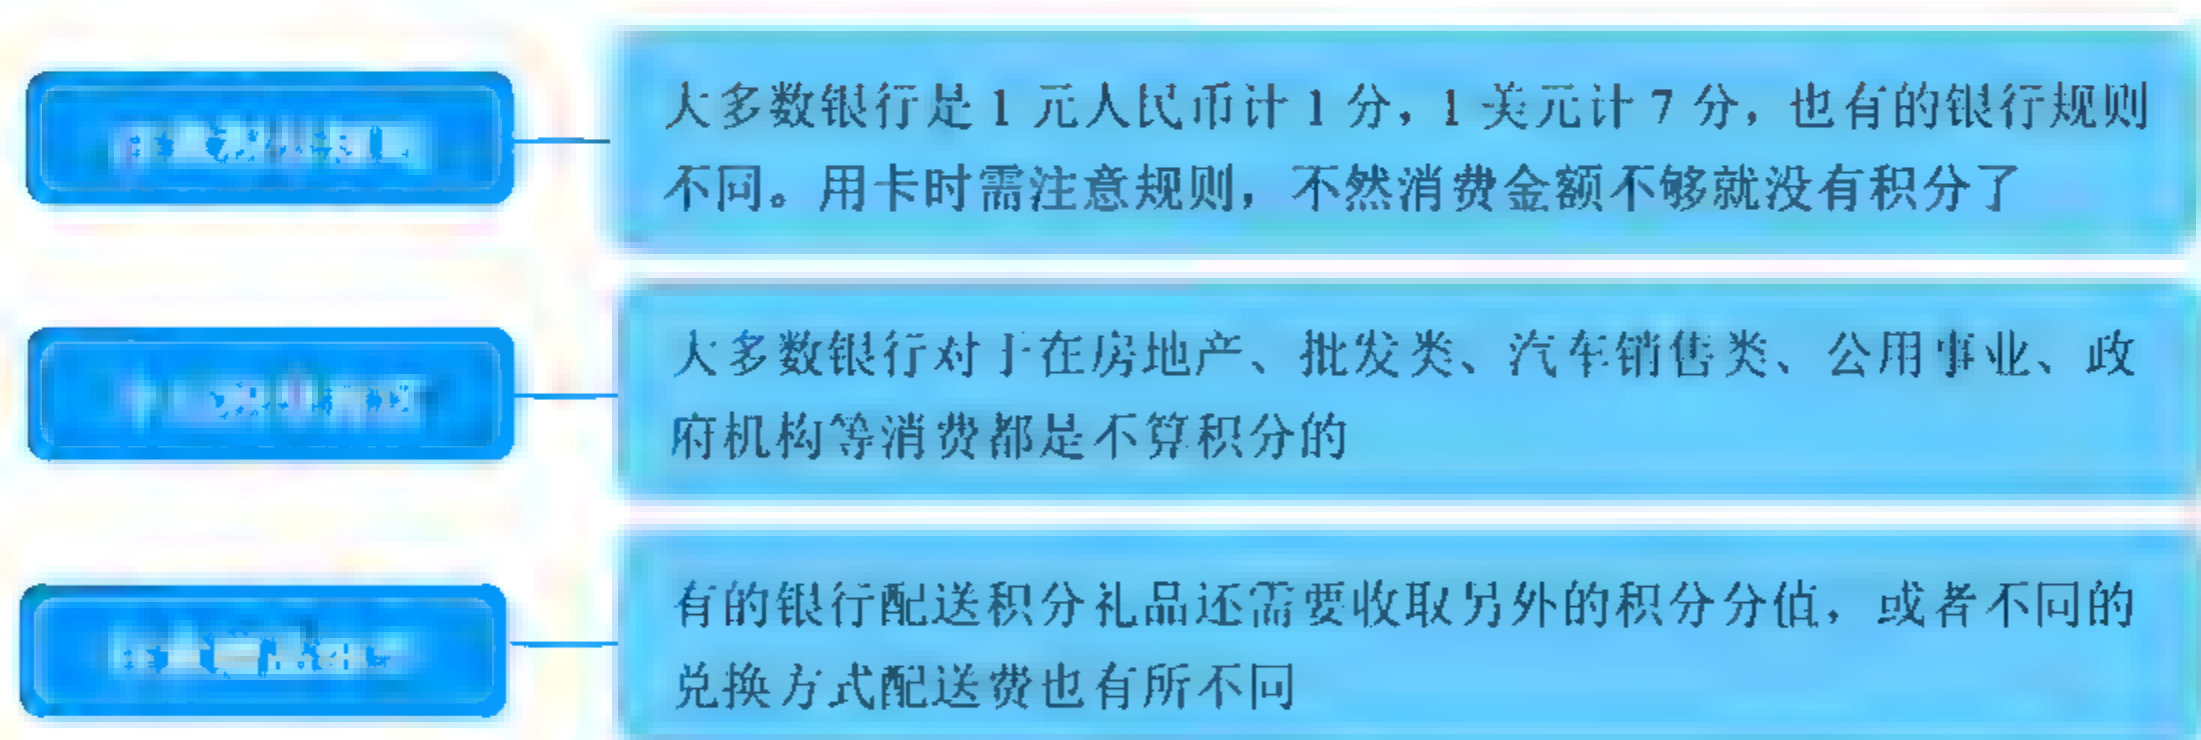 大多数银行是1元人民币计1分，1美元计7分，也有的银行规则
不同。用卡时需注意规则，不然消费金额不够就没有积分了
大多数银行对于在房地产、批发类、汽车销售类、公用事业、政
府机构等消费都是不算积分的
有的银行配送积分礼品还需要收取另外的积分分值，或者不同的
兑换方式配送费也有所不同